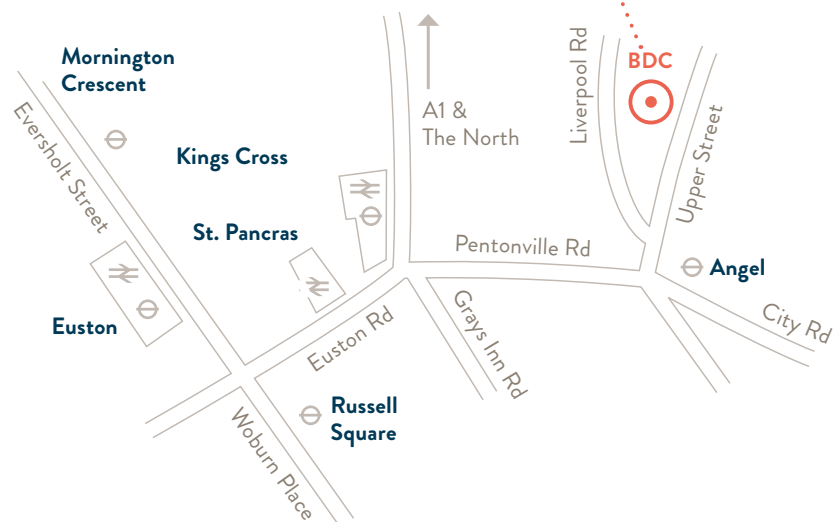 Mornington
Crescent
Eversholt Street
Kings Cross
St. Pancras
Euston
A1 &
The North
Liverpool Rd
BDC
Upper Street
Pentonville Rd
Angel
City Rd
Euston Rd
Grays Inn Rd
Russell
Square
Woburn Place